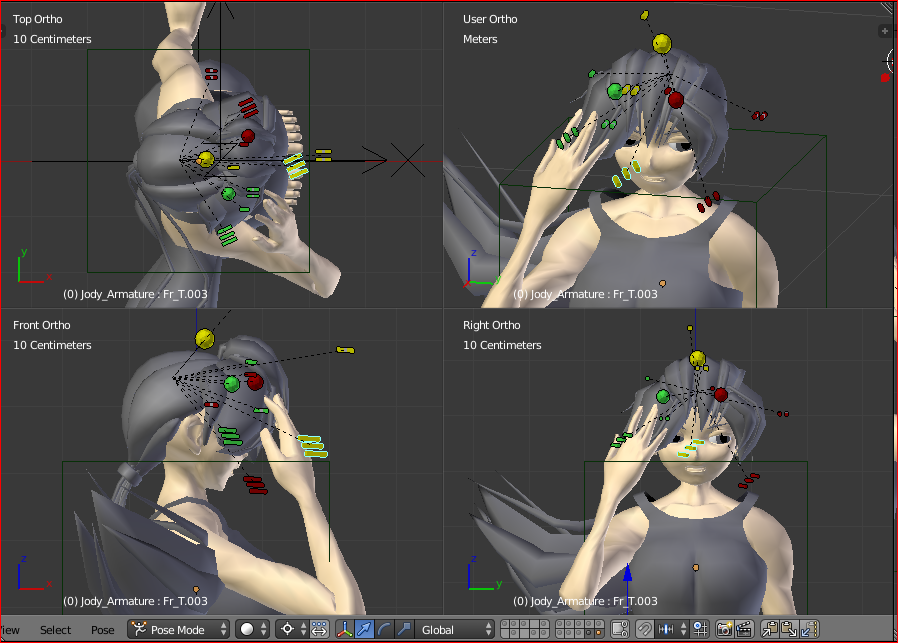 Top Ortho
10 Centimeters
y
x
(0) Jody_Armature : Fr_T.003
User Ortho
Meters
z
(0) Jody_Armature : Fr_T.003
Front Ortho
10 Centimeters
z
x
(0) Jody_Armature : Fr_T.003
Right Ortho
10 Centimeters
z
y
(0) Jody_Armature : Fr_T.003
iew Select Pose Pose Mode Global